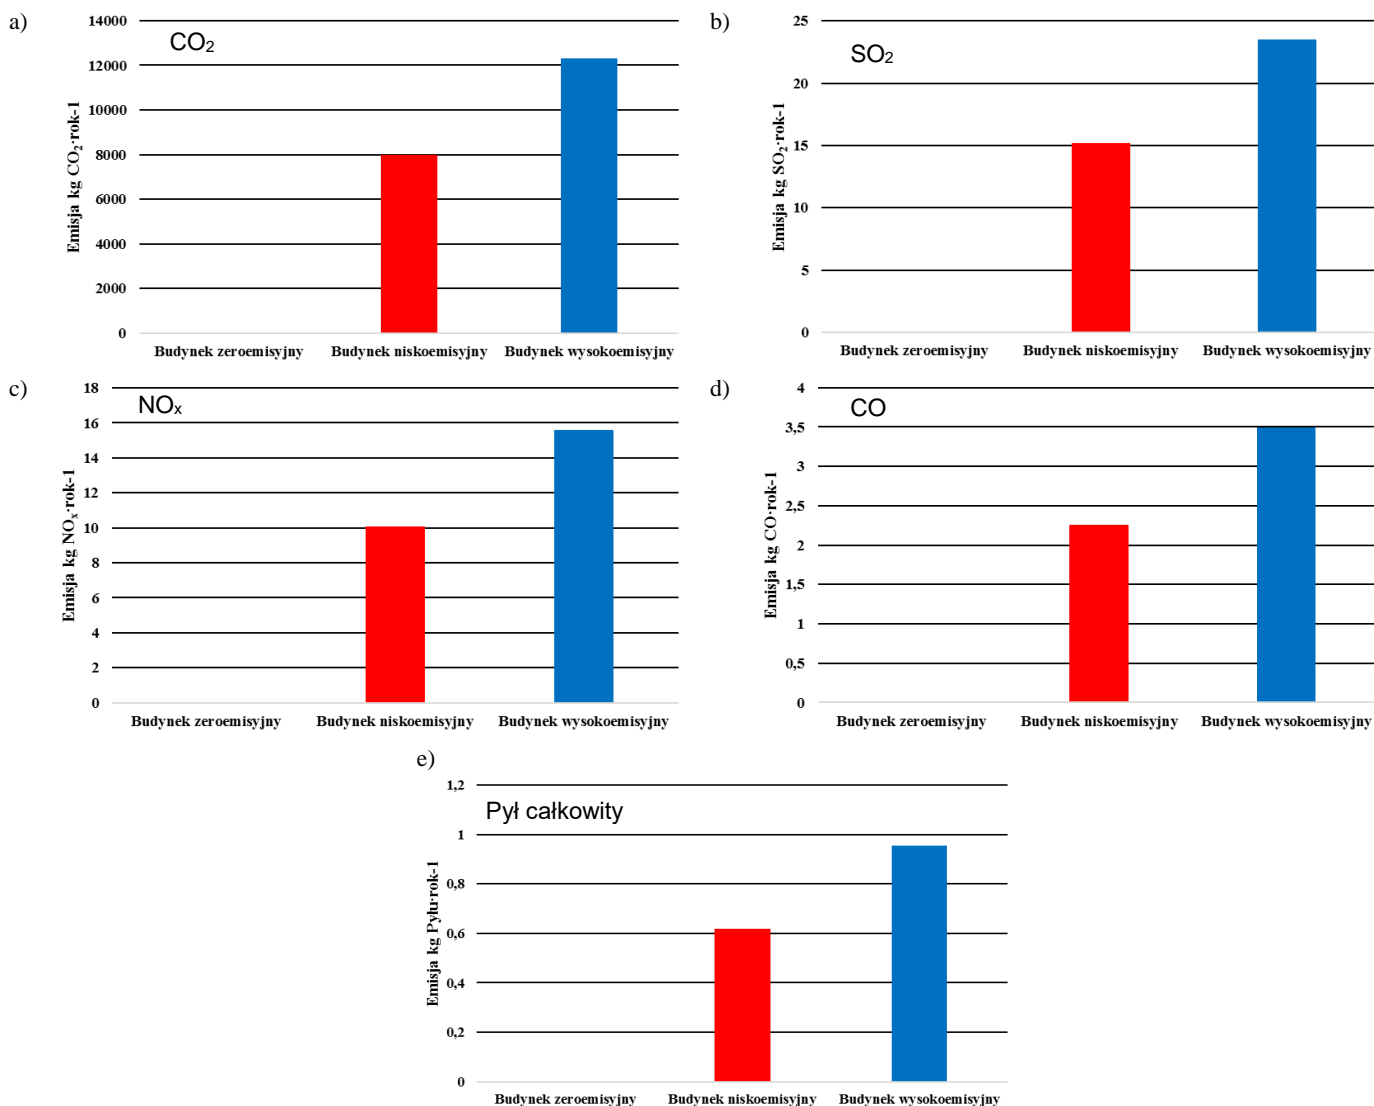 a)
CO₂
Emisja kg CO₂·rok-1
14000
12000
10000
8000
6000
4000
2000
0
Budynek zeroemisyjny Budynek niskoemisyjny Budynek wysokoemisyjny
b)
SO₂
Emisja kg SO₂·rok-1
25
20
15
10
5
0
Budynek zeroemisyjny Budynek niskoemisyjny Budynek wysokoemisyjny
c)
NOₓ
Emisja kg NOₓ·rok-1
18
16
14
12
10
8
6
4
2
0
Budynek zeroemisyjny Budynek niskoemisyjny Budynek wysokoemisyjny
d)
CO
Emisja kg CO·rok-1
4
3,5
3
2,5
2
1,5
1
0,5
0
Budynek zeroemisyjny Budynek niskoemisyjny Budynek wysokoemisyjny
e)
Pył całkowity
Emisja kg Pyłu·rok-1
1,2
1
0,8
0,6
0,4
0,2
0
Budynek zeroemisyjny Budynek niskoemisyjny Budynek wysokoemisyjny